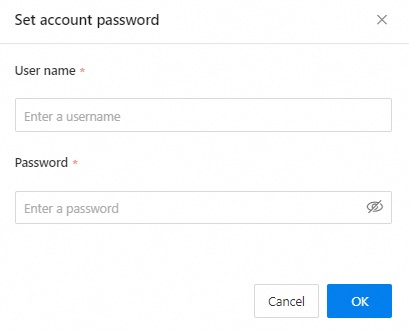 Set account password
User name *
Enter a username
Password *
Enter a password
Cancel
OK